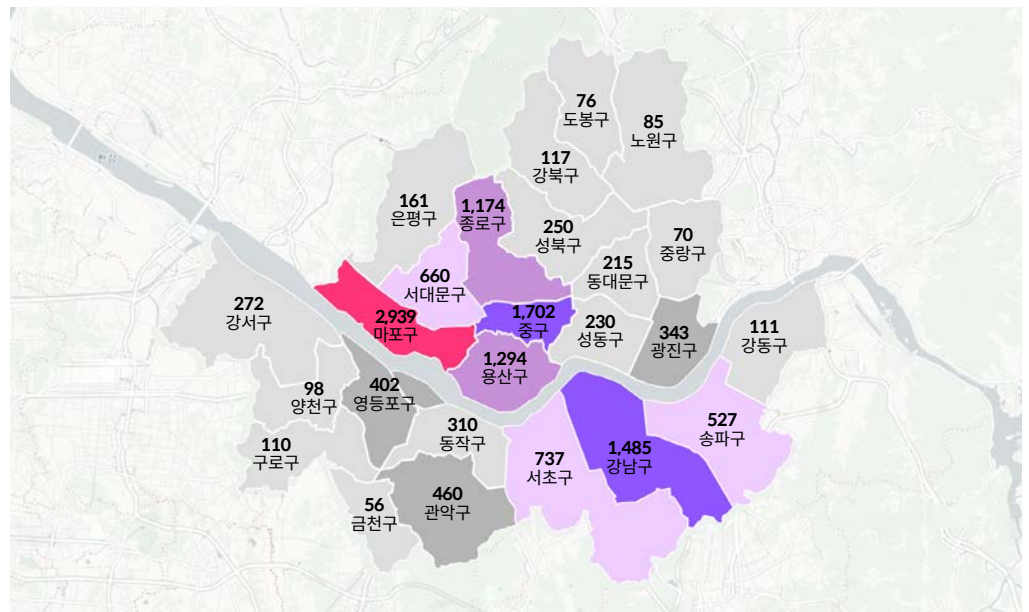 76
도봉구
85
노원구
117
강북구
161
은평구
1,174
종로구
250
성북구
70
중랑구
215
동대문구
660
서대문구
272
강서구
2,939
마포구
1,702
중구
230
성동구
343
광진구
111
강동구
1,294
용산구
98
양천구
402
영등포구
310
동작구
527
송파구
110
구로구
737
서초구
1,485
강남구
56
금천구
460
관악구